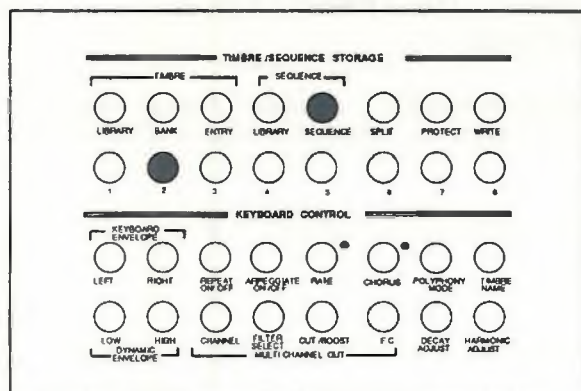 TIMBRE/SEQUENCE STORAGE
TIMBRE SEQUENCE
LIBRARY BANK ENTRY LIBRARY SEQUENCE SPLIT PROTECT WRITE
1 2 3 4 5 6 7 8
KEYBOARD CONTROL
KEYBOARD
ENVELOPE
LEFT RIGHT REPEAT ON/OFF ARPEGGIATE ON/OFF RATE CHORUS POLYPHONY MODE TIMBRE NAME
LOW HIGH CHANNEL FILTER SELECT CUT/BOOST FC DECAY ADJUST HARMONIC ADJUST
DYNAMIC ENVELOPE MULTI CHANNEL OUT